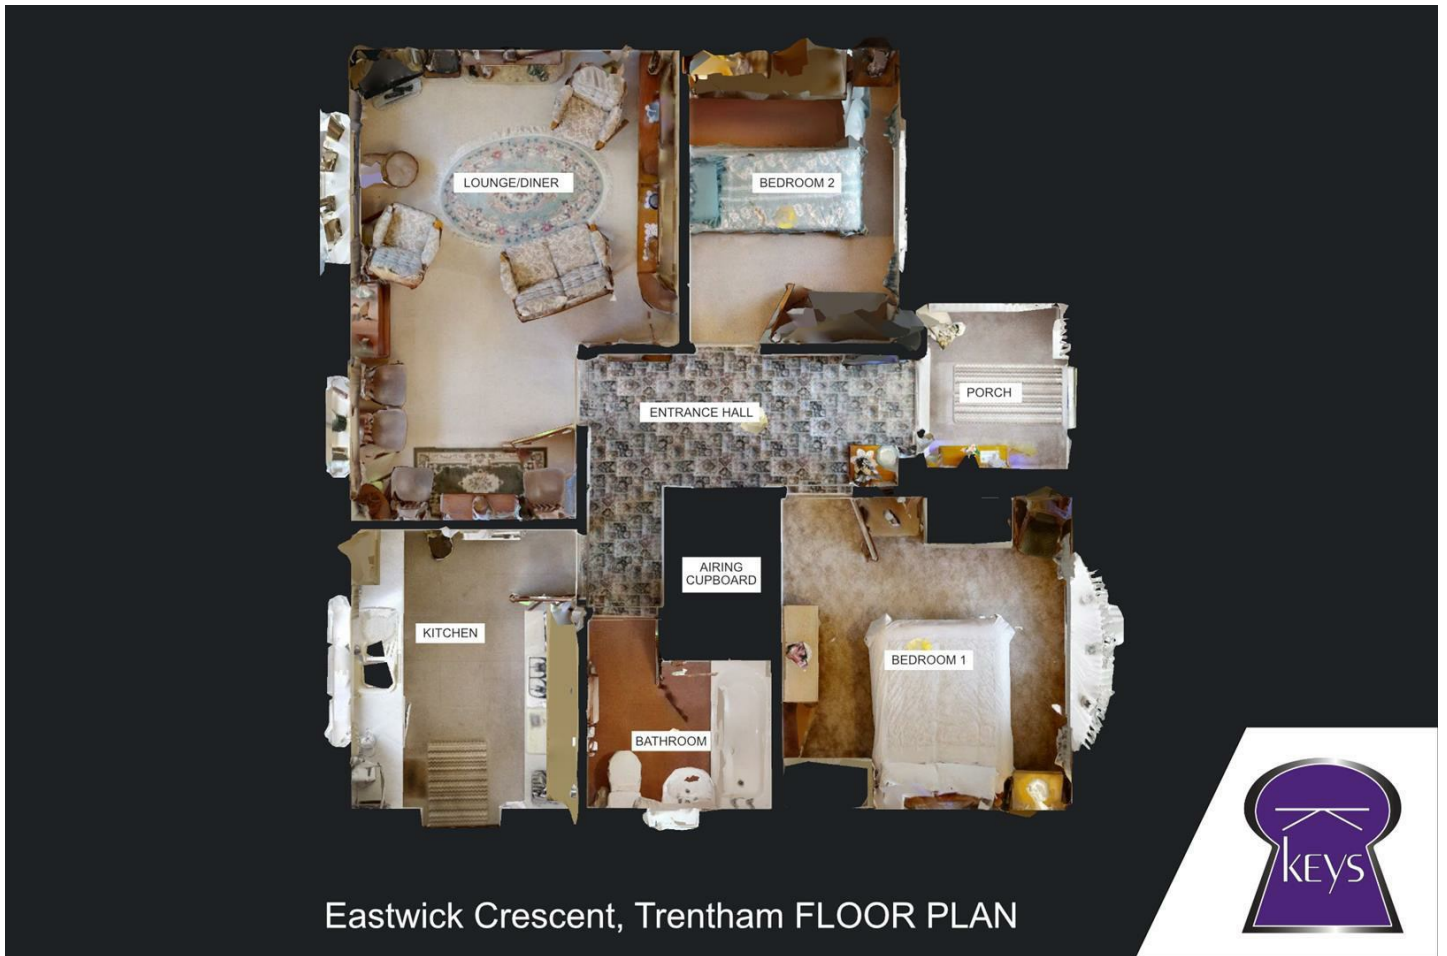 LOUNGE/DINER
BEDROOM 2
PORCH
ENTRANCE HALL
AIRING
CUPBOARD
KITCHEN
BEDROOM 1
BATHROOM
KEYS
Eastwick Crescent, Trentham FLOOR PLAN